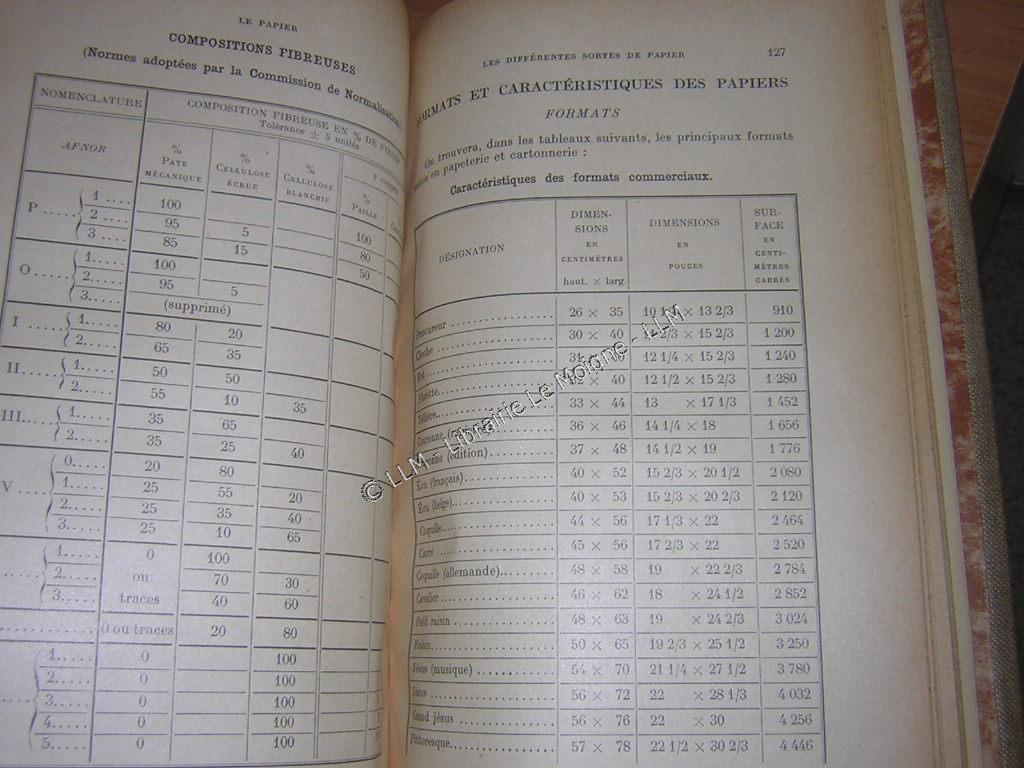 LE PAPIER
COMPOSITIONS FIBREUSES
(Normes adoptées par la Commission de Normalisation)
NOMENCLATURE COMPOSITION FIBREUSE EN % DE FIBRES
Tolérance ± 5 unités
AFNOR % PATE MÉCANIQUE % CELLULOSE ÉCRUE % CELLULOSE BLANCHIE % PAILLE
P..... 1.... 100
2.... 95 5 100
3.... 85 15 80
O..... 1.... 100 50
2.... 95 5
3.... (supprimé)
I..... 1.... 80 20
2.... 65 35
II..... 1.... 50 50
2.... 55 10 35
III.... 1.... 35 65
2.... 35 25 40
V..... 0.... 20 80
1.... 25 55 20
2.... 25 35 40
3.... 25 10 65
1.... 0 100
2.... ou 70 30
3.... traces 40 60
0 ou traces 20 80
1.... 0 100
2.... 0 100
3.... 0 100
4.... 0 100
5.... 0 100
LES DIFFÉRENTES SORTES DE PAPIER 127
FORMATS ET CARACTÉRISTIQUES DES PAPIERS
FORMATS
On trouvera, dans les tableaux suivants, les principaux formats
en papeterie et cartonnerie :
Caractéristiques des formats commerciaux.
DÉSIGNATION DIMENSIONS EN CENTIMÈTRES haut. × larg. DIMENSIONS EN POUCES SURFACE EN CENTIMÈTRES CARRÉS
Procureur 26 × 35 × 13 2/3 910
Cloche 30 × 40 × 15 2/3 1 200
Pot 12 1/4 × 15 2/3 1 240
× 40 12 1/2 × 15 2/3 1 280
Tellière 33 × 44 13 × 17 1/3 1 452
Couronne 36 × 46 14 1/4 × 18 1 656
Couronne (édition) 37 × 48 14 1/2 × 19 1 776
Écu (français) 40 × 52 15 2/3 × 20 1/2 2 080
Écu (belge) 40 × 53 15 2/3 × 20 2/3 2 120
Coquille 44 × 56 17 1/3 × 22 2 464
Carré 45 × 56 17 2/3 × 22 2 520
Coquille (allemande) 48 × 58 19 × 22 2/3 2 784
Cavalier 46 × 62 18 × 24 1/2 2 852
Petit raisin 48 × 63 19 × 24 2/3 3 024
Raisin 50 × 65 19 2/3 × 25 1/2 3 250
Jésus (musique) 54 × 70 21 1/4 × 27 1/2 3 780
Jésus 56 × 72 22 × 28 1/3 4 032
Grand jésus 56 × 76 22 × 30 4 256
Pittoresque 57 × 78 22 1/2 × 30 2/3 4 446
© LLM - Librairie Le Moigne - LLM